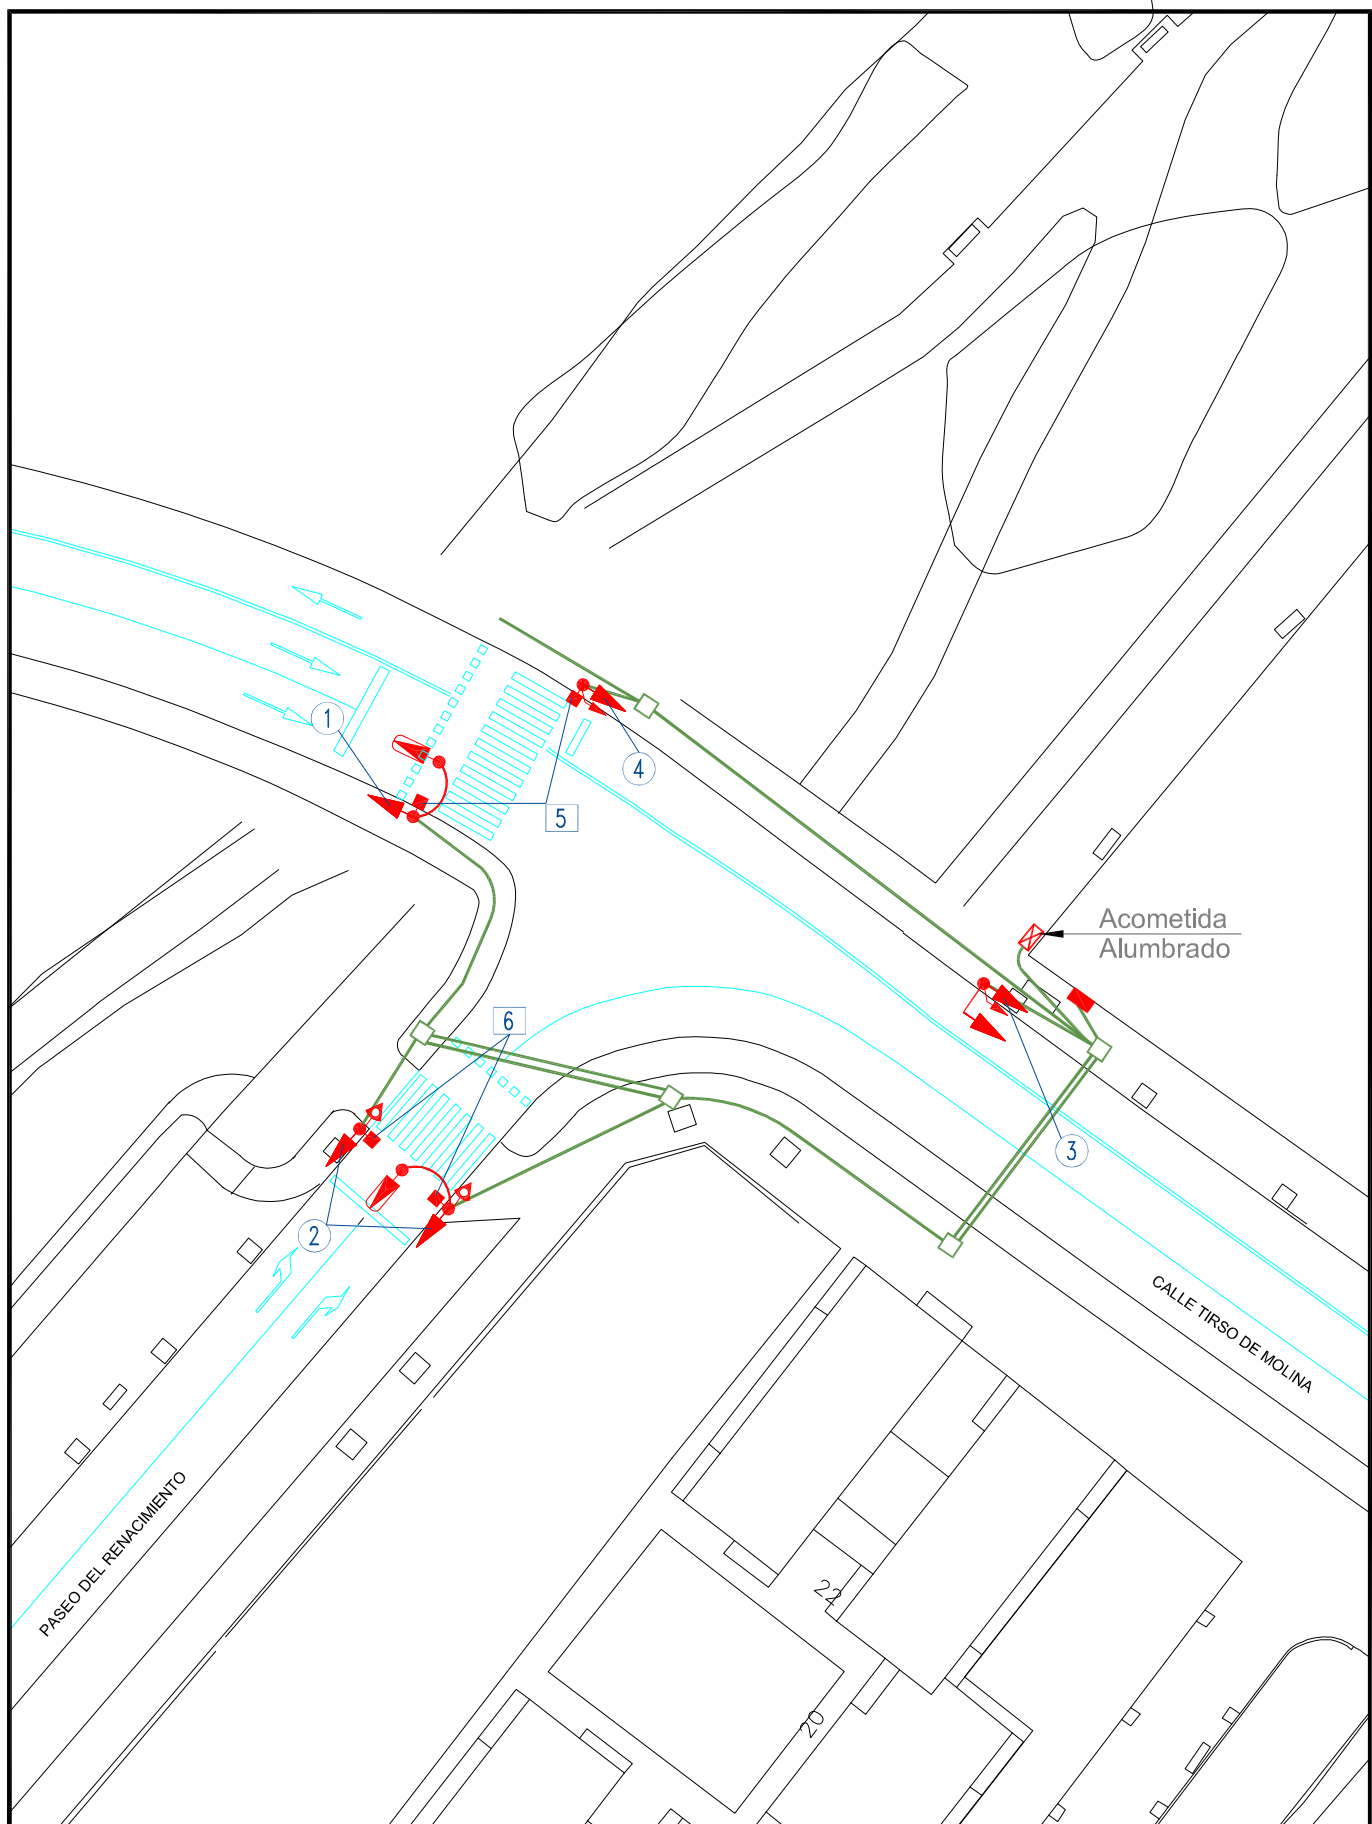 1
4
5
Acometida
Alumbrado
6
3
2
CALLE TIRSO DE MOLINA
PASEO DEL RENACIMIENTO
22
20